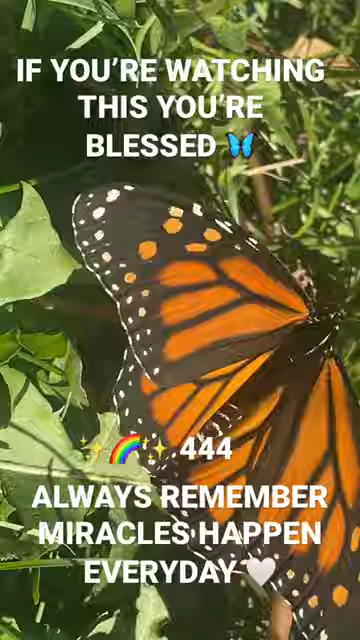 IF YOU’RE WATCHING
THIS YOU’RE
BLESSED 🦋
✨🌈✨ 444
ALWAYS REMEMBER
MIRACLES HAPPEN
EVERYDAY 🤍